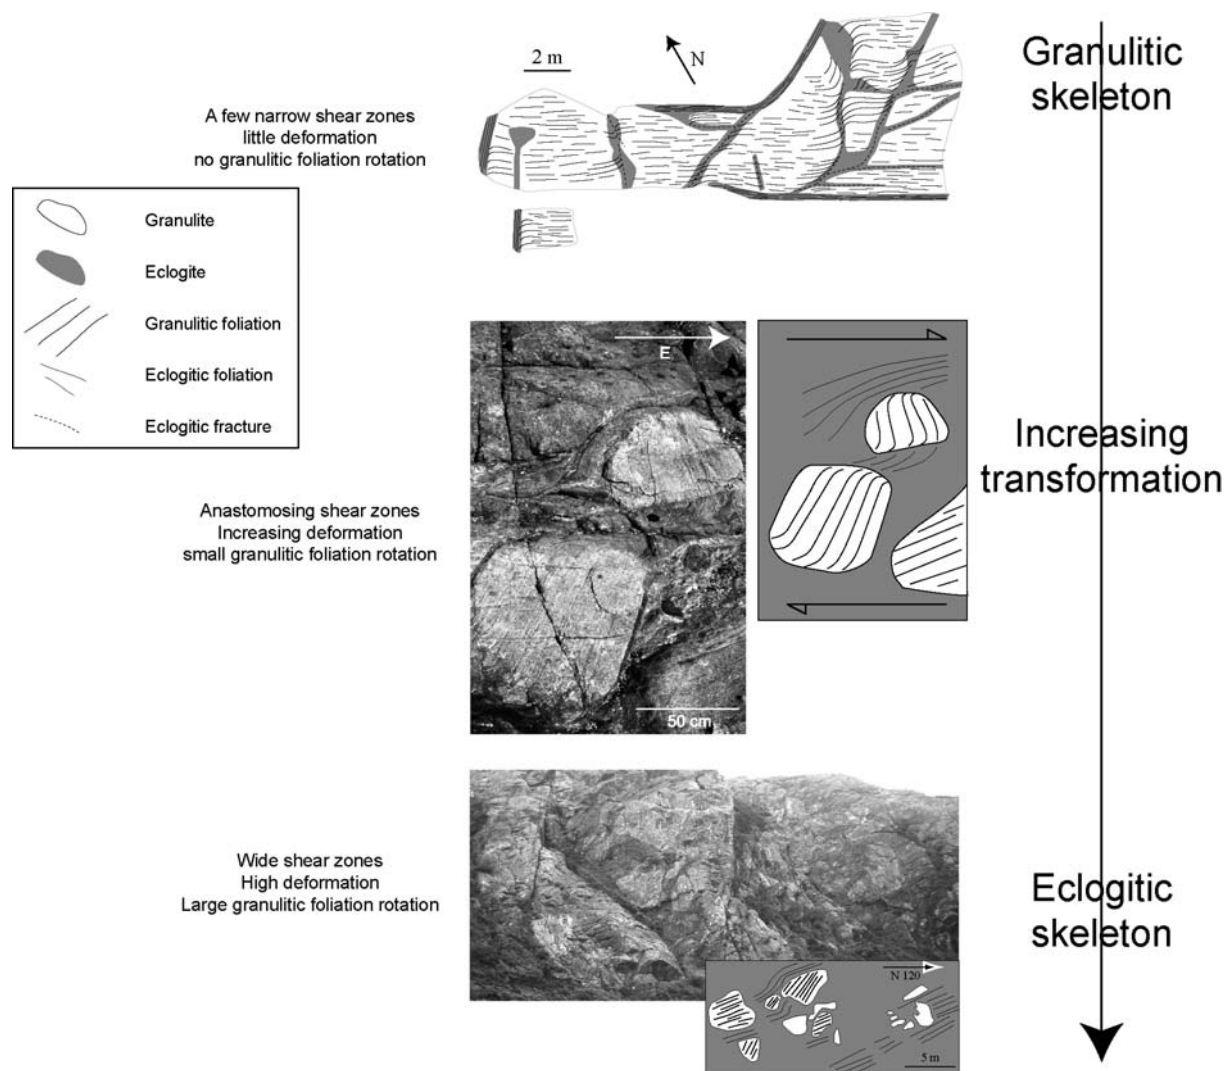 2 m
N
Granulitic
skeleton
A few narrow shear zones
little deformation
no granulitic foliation rotation
Granulite
Eclogite
Granulitic foliation
Eclogitic foliation
Eclogitic fracture
E
50 cm
Increasing
transformation
Anastomosing shear zones
Increasing deformation
small granulitic foliation rotation
Wide shear zones
High deformation
Large granulitic foliation rotation
Eclogitic
skeleton
N 120
5 m